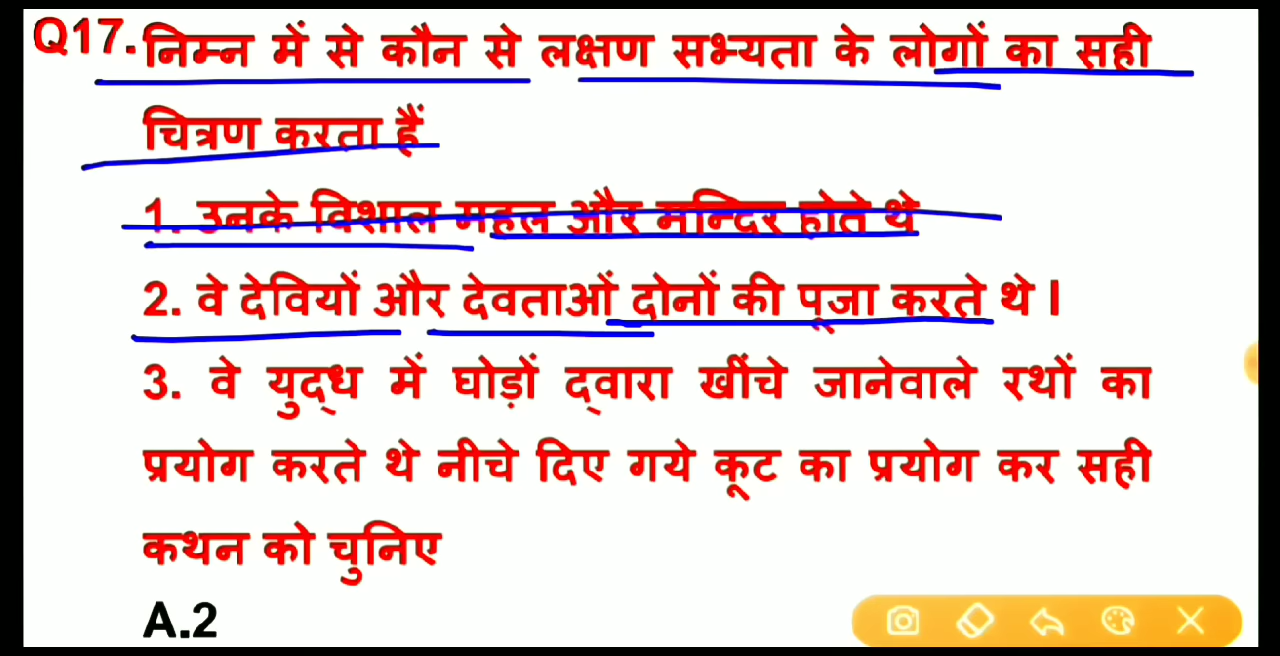 Q17. निम्न में से कौन से लक्षण सभ्यता के लोगों का सही
चित्रण करता हैं
1. उनके विशाल महल और मन्दिर होते थे
2. वे देवियों और देवताओं दोनों की पूजा करते थे l
3. वे युद्ध में घोड़ों द्वारा खींचे जानेवाले रथों का
प्रयोग करते थे नीचे दिए गये कूट का प्रयोग कर सही
कथन को चुनिए
A.2